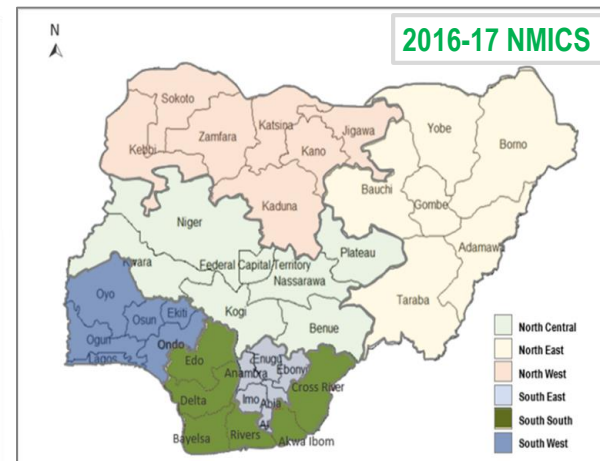 N
2016-17 NMICS
Sokoto
Katsina
Jigawa
Yobe
Borno
Kebbi
Zamfara
Kano
Bauchi
Gombe
Kaduna
Niger
Adamawa
Plateau
Kwara
Federal Capital Territory
Nassarawa
Taraba
Oyo
Kogi
Benue
Osun
Ekiti
Ogun
Ondo
Lagos
Edo
Enugu
Anambra
Ebonyi
Cross River
Imo
Abia
Delta
A
Bayelsa
Rivers
Akwa Ibom
North Central
North East
North West
South East
South South
South West